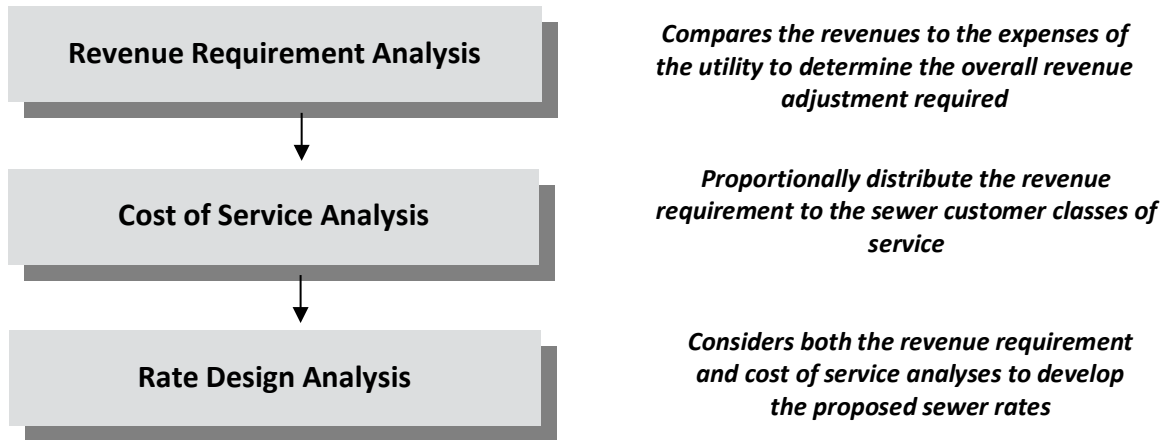 Revenue Requirement Analysis
Compares the revenues to the expenses of
the utility to determine the overall revenue
adjustment required
Cost of Service Analysis
Proportionally distribute the revenue
requirement to the sewer customer classes of
service
Rate Design Analysis
Considers both the revenue requirement
and cost of service analyses to develop
the proposed sewer rates